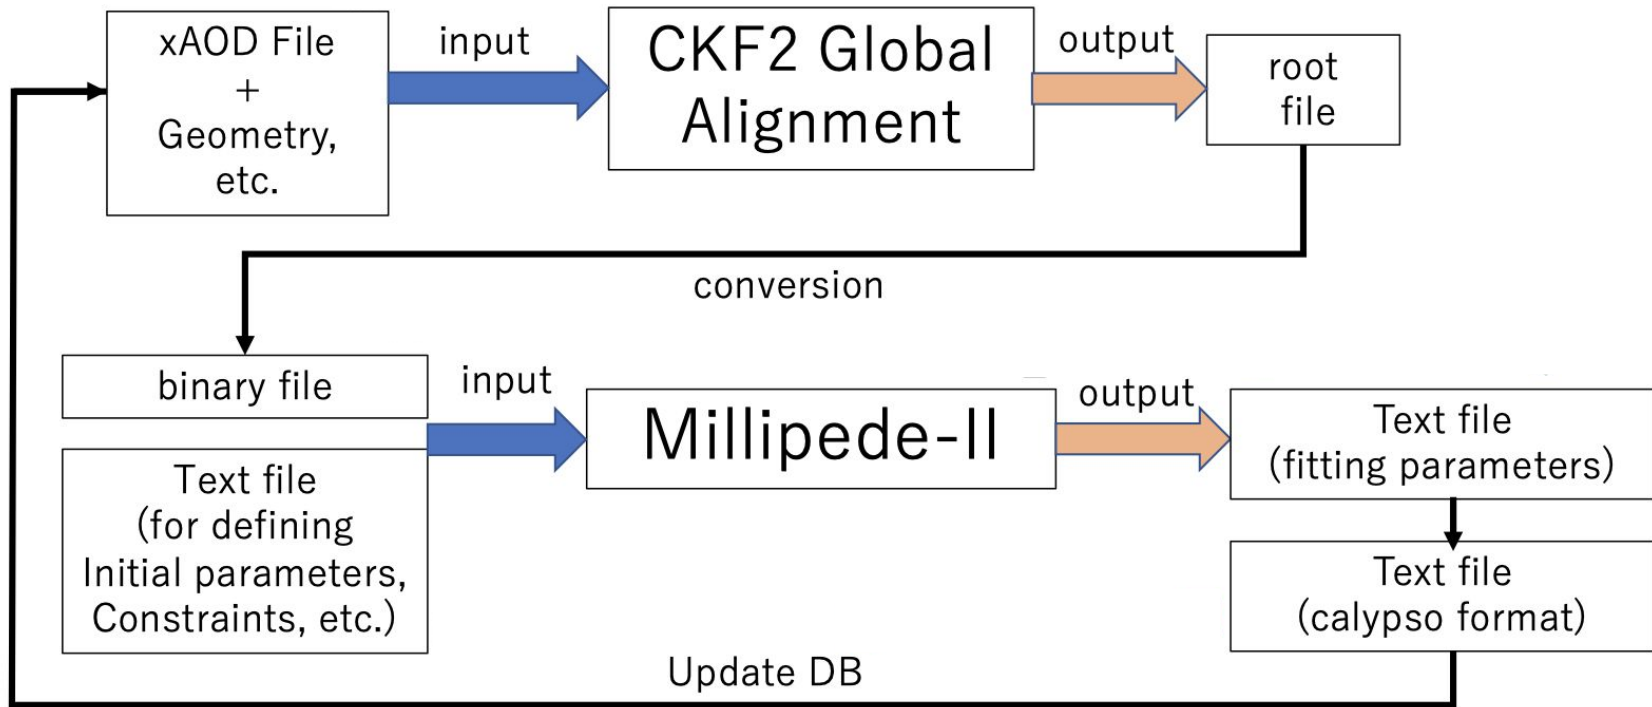 xAOD File
+
Geometry,
etc.
input
CKF2 Global
Alignment
output
root
file
conversion
binary file
Text file
(for defining
Initial parameters,
Constraints, etc.)
input
Millipede-II
output
Text file
(fitting parameters)
Text file
(calypso format)
Update DB